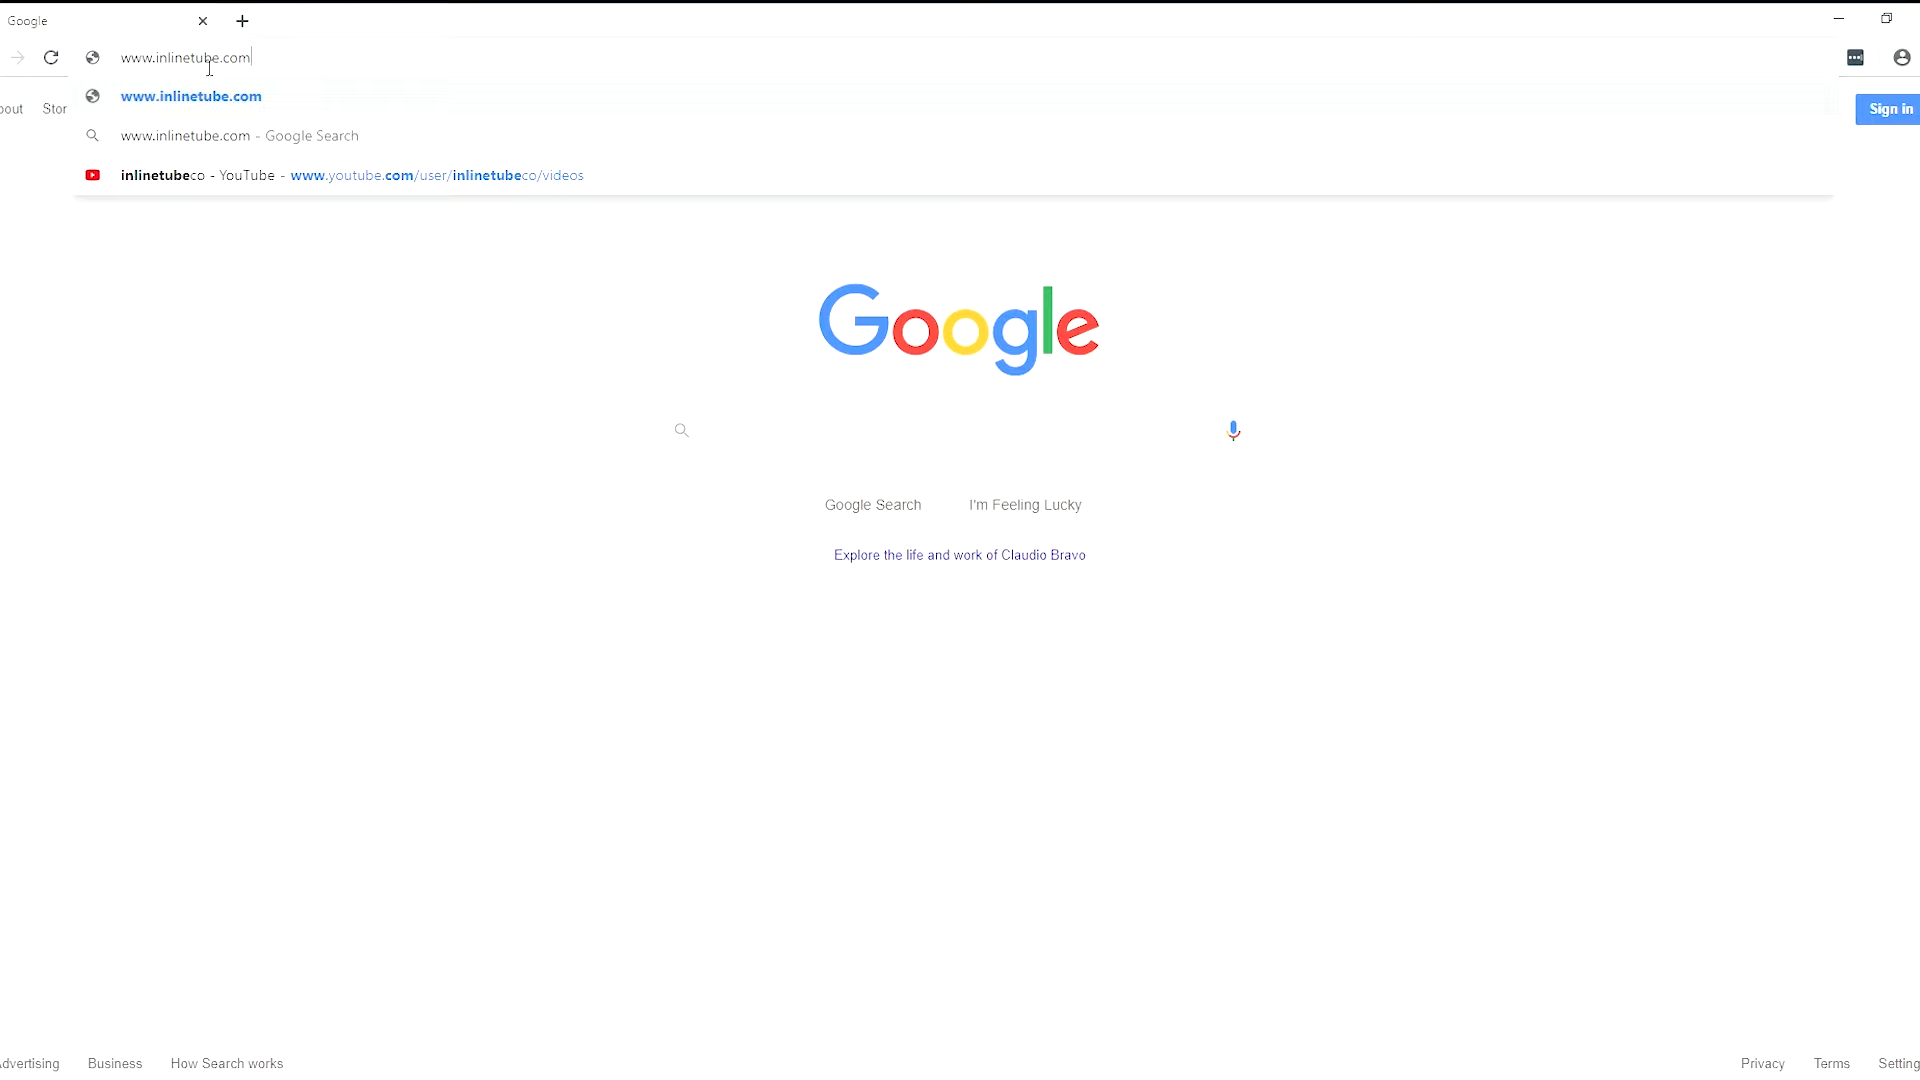 Google
www.inlinetube.com
www.inlinetube.com
bout Stor
Sign in
www.inlinetube.com - Google Search
inlinetubeco - YouTube - www.youtube.com/user/inlinetubeco/videos
Google
Google Search I'm Feeling Lucky
Explore the life and work of Claudio Bravo
dvertising Business How Search works Privacy Terms Setting